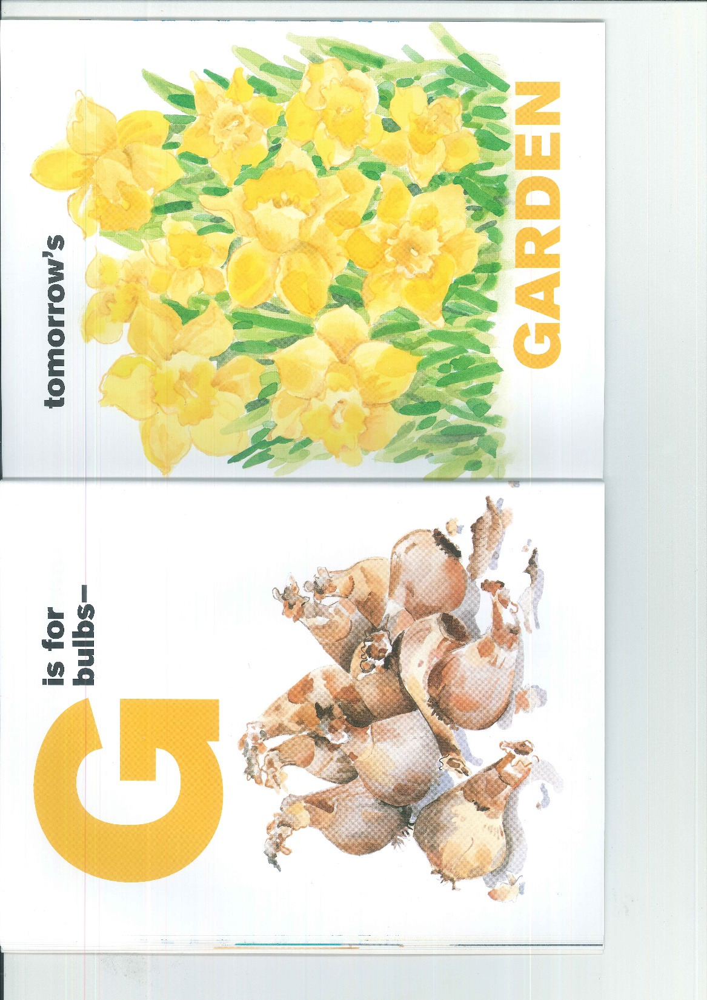 G
is for
bulbs—
tomorrow's
GARDEN